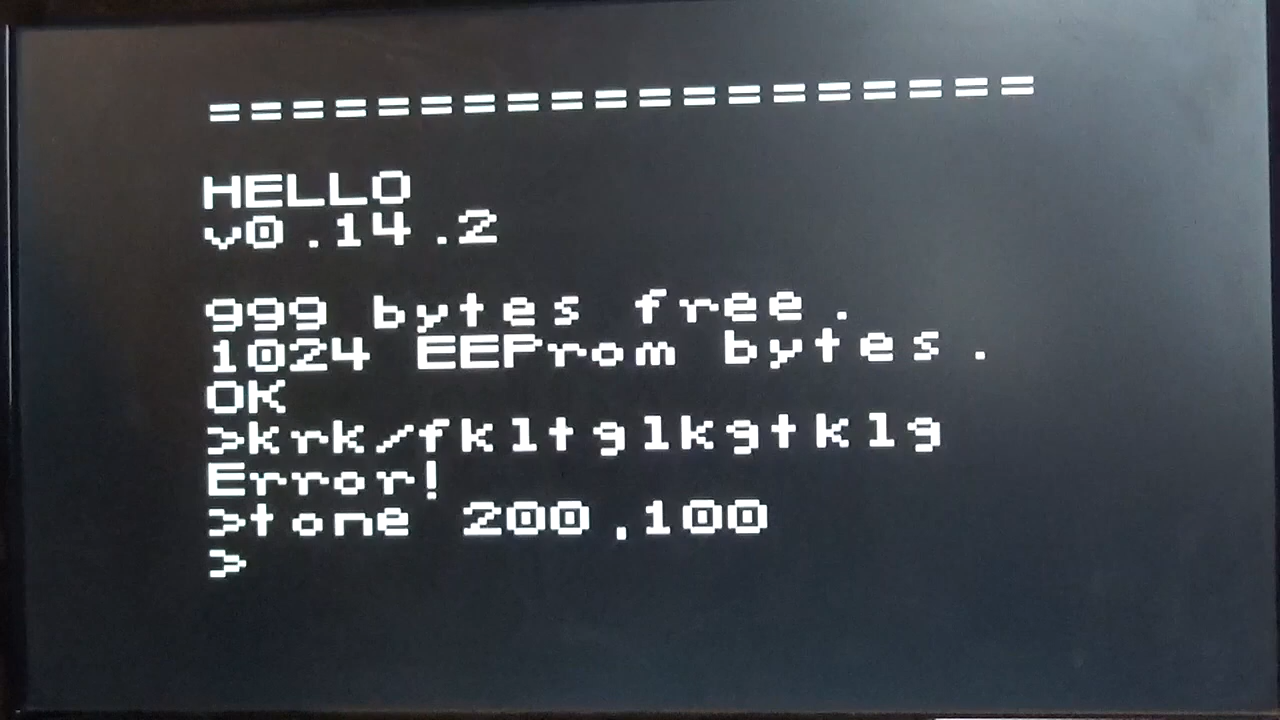 ===================
HELLO
v0.14.2
999 bytes free.
1024 EEProm bytes.
OK
>krk/fkltglkgtklg
Error!
>tone 200,100
>